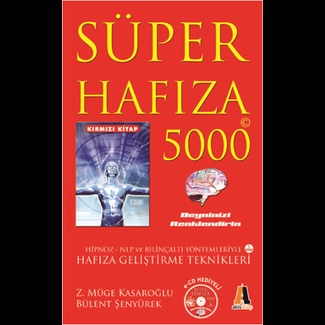 SÜPER
HAFIZA
©
5000
KIRMIZI KİTAP
Beyninizi
Renklendirin
HİPNOZ - NLP ve BİLİNÇALTI YÖNTEMLERİYLE
HAFIZA GELİŞTİRME TEKNİKLERİ
CD HEDİYELİ
Z. Müge Kasaroğlu
Bülent Şenyürek